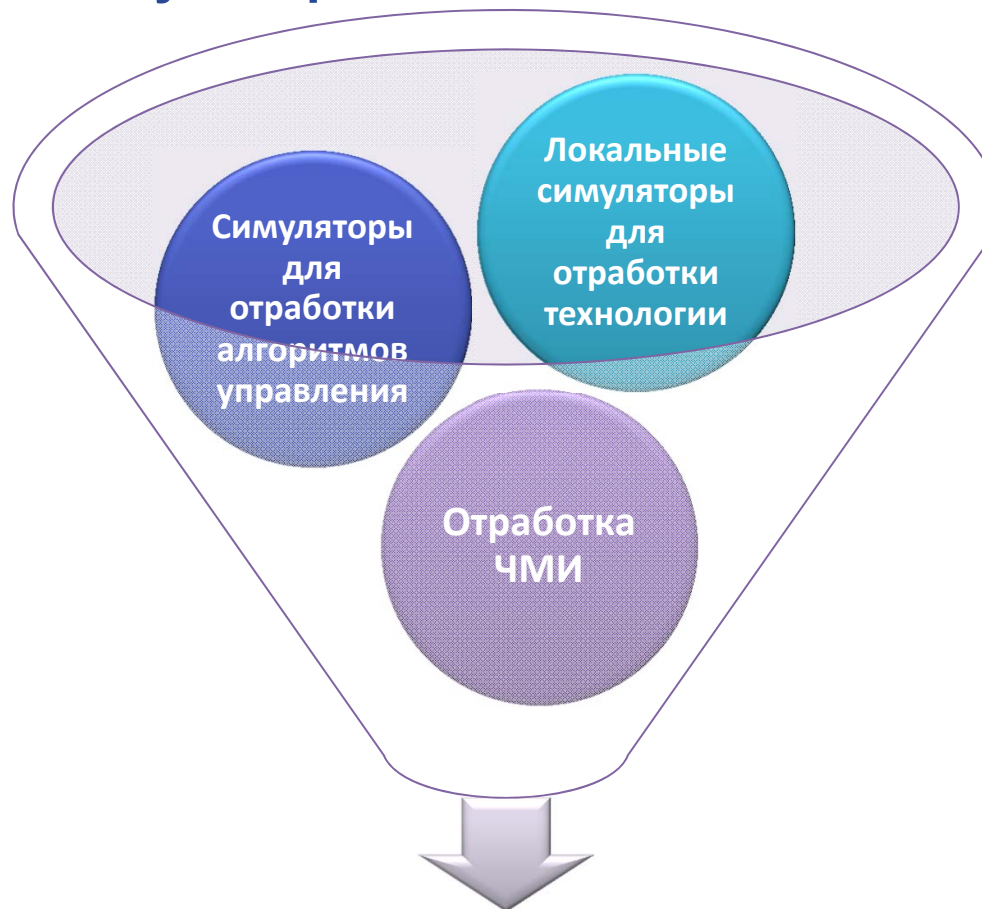 Симуляторы
для
отработки
алгоритмов
управления
Локальные
симуляторы
для
отработки
технологии
Отработка
ЧМИ